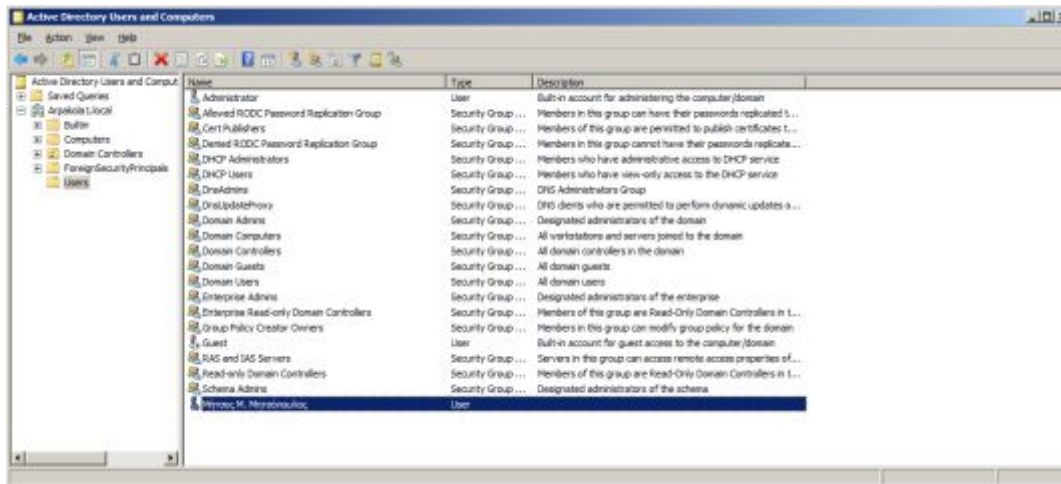 Active Directory Users and Computers
File Action View Help
Active Directory Users and Comput
Saved Queries
Arpakola1.local
Builtin
Computers
Domain Controllers
ForeignSecurityPrincipals
Users
Name Type Description
Administrator User Built-in account for administering the computer/domain
Allowed RODC Password Replication Group Security Group ... Members in this group can have their passwords replicated t...
Cert Publishers Security Group ... Members of this group are permitted to publish certificates t...
Denied RODC Password Replication Group Security Group ... Members in this group cannot have their passwords replicate...
DHCP Administrators Security Group ... Members who have administrative access to DHCP service
DHCP Users Security Group ... Members who have view-only access to the DHCP service
DnsAdmins Security Group ... DNS Administrators Group
DnsUpdateProxy Security Group ... DNS clients who are permitted to perform dynamic updates o...
Domain Admins Security Group ... Designated administrators of the domain
Domain Computers Security Group ... All workstations and servers joined to the domain
Domain Controllers Security Group ... All domain controllers in the domain
Domain Guests Security Group ... All domain guests
Domain Users Security Group ... All domain users
Enterprise Admins Security Group ... Designated administrators of the enterprise
Enterprise Read-only Domain Controllers Security Group ... Members of this group are Read-Only Domain Controllers in t...
Group Policy Creator Owners Security Group ... Members in this group can modify group policy for the domain
Guest User Built-in account for guest access to the computer/domain
RAS and IAS Servers Security Group ... Servers in this group can access remote access properties of...
Read-only Domain Controllers Security Group ... Members of this group are Read-Only Domain Controllers in t...
Schema Admins Security Group ... Designated administrators of the schema
Μήτσος Μ. User